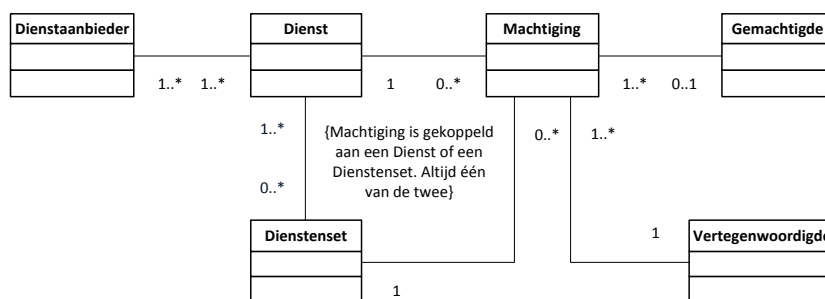 Dienstaanbieder
Dienst
Machtiging
Gemachtigde
1..* 1..* 1 0..* 1..* 0..1
1..*
{Machtiging is gekoppeld
aan een Dienst of een
Dienstenset. Altijd één
van de twee}
0..* 1..*
0..*
Dienstenset
1
Vertegenwoordigde
1